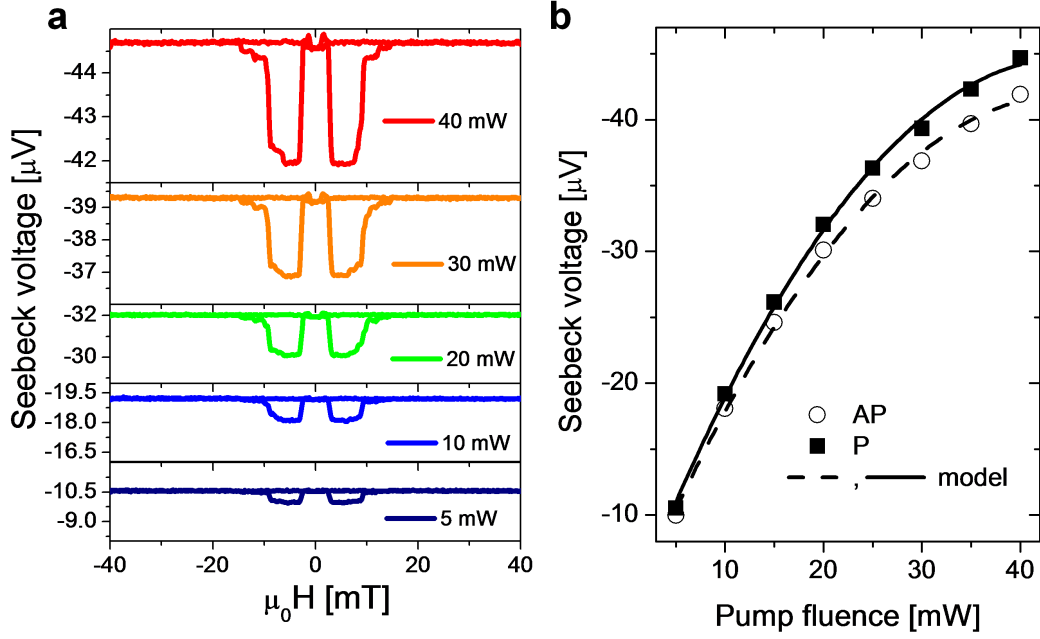 a
Seebeck voltage [μV]
-44
-43
-42
40 mW
-39
-38
-37
30 mW
-32
-30
20 mW
-19.5
-18.0
-16.5
10 mW
-10.5
-9.0
5 mW
-40
-20
0
20
40
μ₀H [mT]
b
Seebeck voltage [μV]
-40
-30
-20
-10
AP
P
, model
10
20
30
40
Pump fluence [mW]